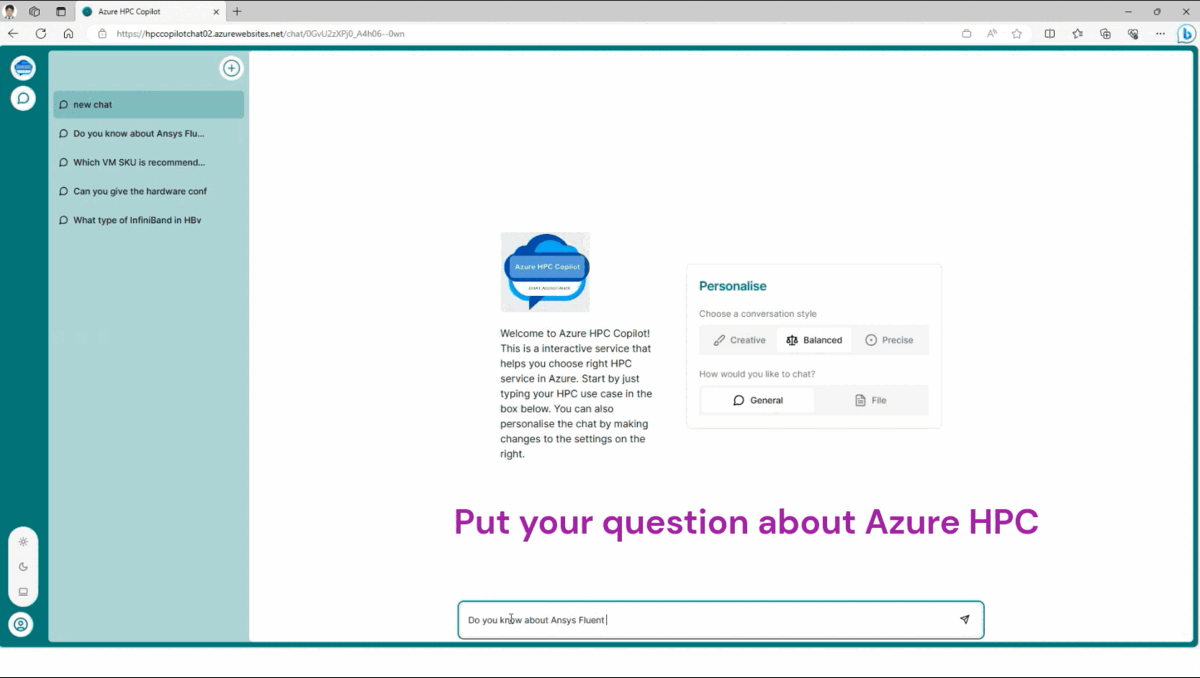 Azure HPC Copilot
https://hpccopilotchat02.azurewebsites.net/chat/0GvU2zXPj0_A4h06--0wn
new chat
Do you know about Ansys Flu...
Which VM SKU is recommend...
Can you give the hardware conf
What type of InfiniBand in HBv
Azure HPC Copilot
CHAT ASSISTANCE
Welcome to Azure HPC Copilot!
This is a interactive service that
helps you choose right HPC
service in Azure. Start by just
typing your HPC use case in the
box below. You can also
personalise the chat by making
changes to the settings on the
right.
Personalise
Choose a conversation style
Creative Balanced Precise
How would you like to chat?
General File
Put your question about Azure HPC
Do you know about Ansys Fluent